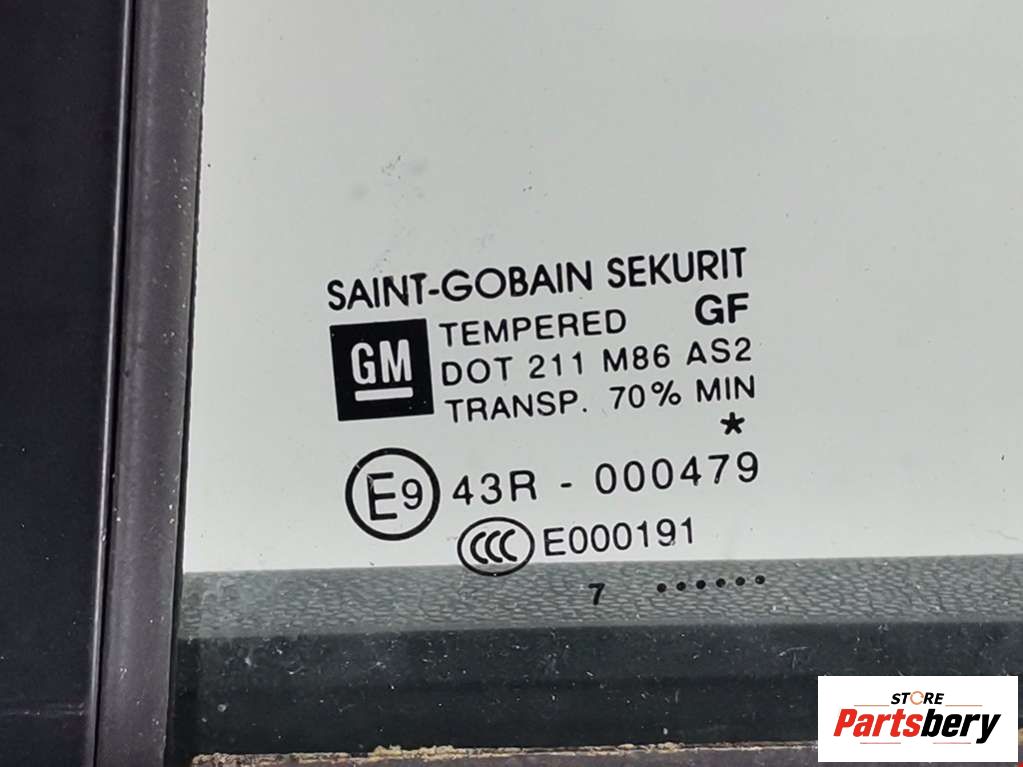 SAINT-GOBAIN SEKURIT
GM
TEMPERED GF
DOT 211 M86 AS2
TRANSP. 70% MIN
*
E9 43R - 000479
CCC E000191
7 ......
STORE
Partsbery